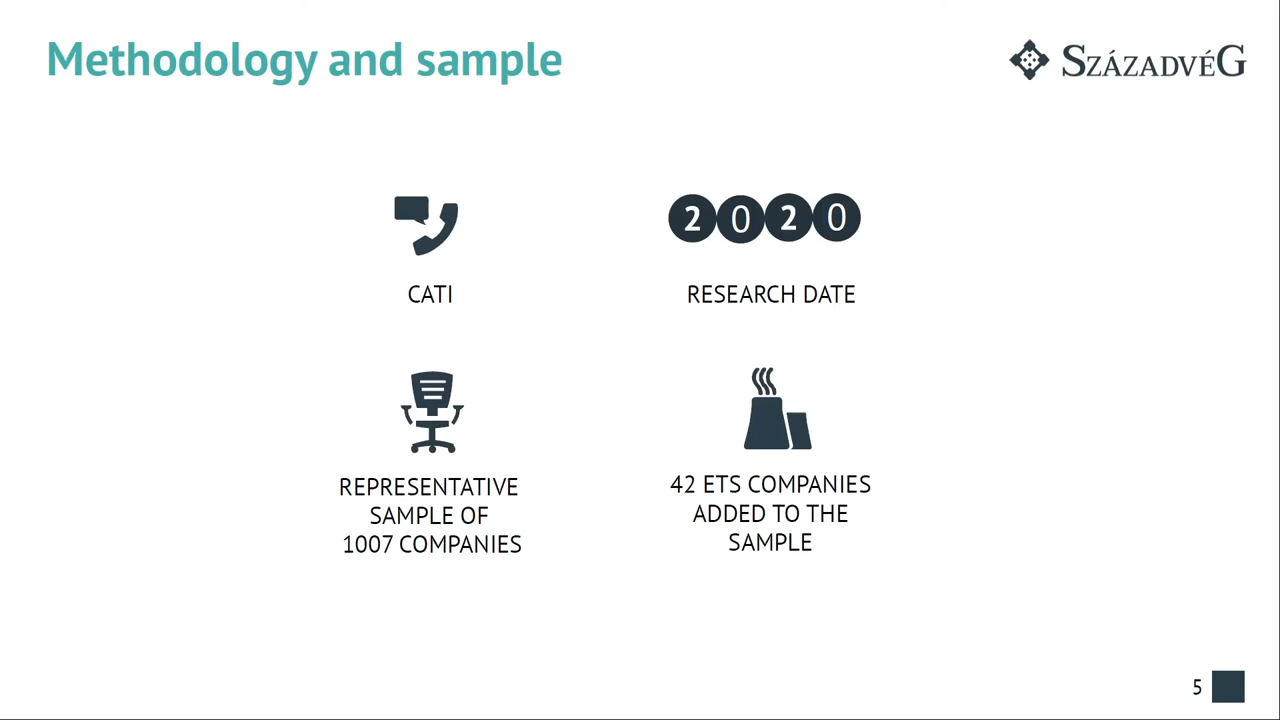 Methodology and sample
SZÁZADVÉG
2020
CATI
RESEARCH DATE
REPRESENTATIVE
SAMPLE OF
1007 COMPANIES
42 ETS COMPANIES
ADDED TO THE
SAMPLE
5